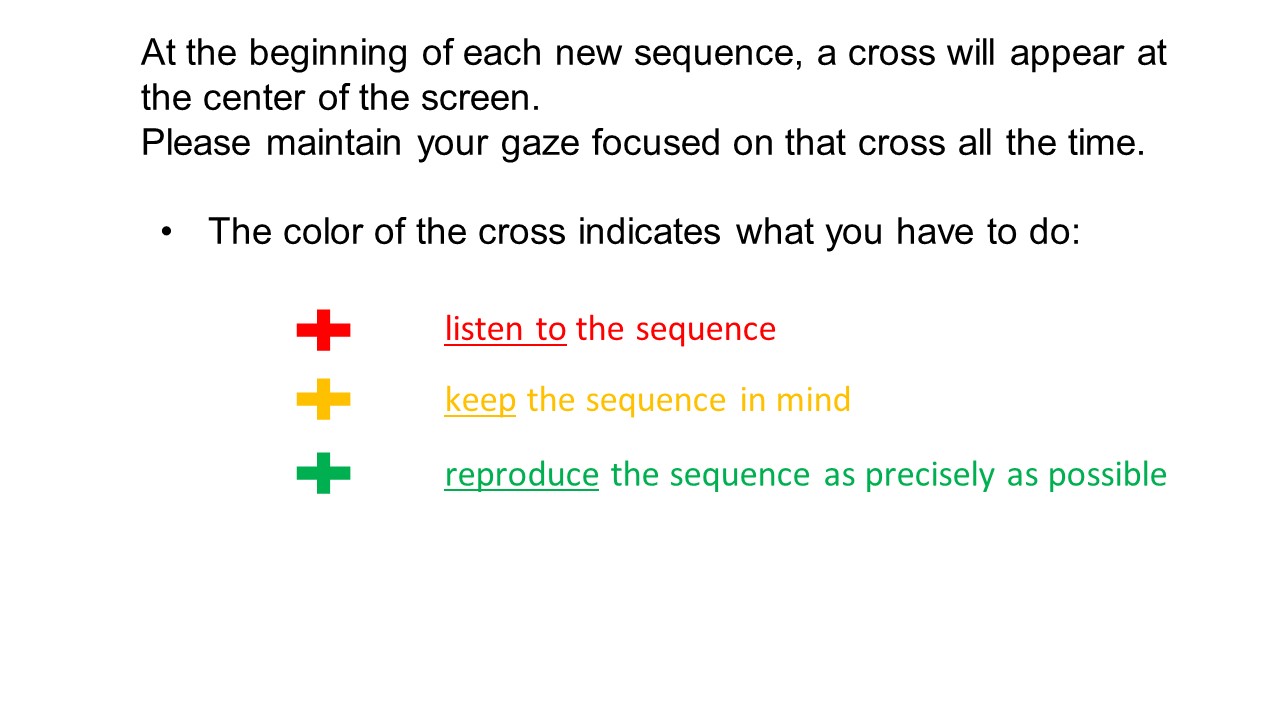 At the beginning of each new sequence, a cross will appear at
the center of the screen.
Please maintain your gaze focused on that cross all the time.
• The color of the cross indicates what you have to do:
listen to the sequence
keep the sequence in mind
reproduce the sequence as precisely as possible